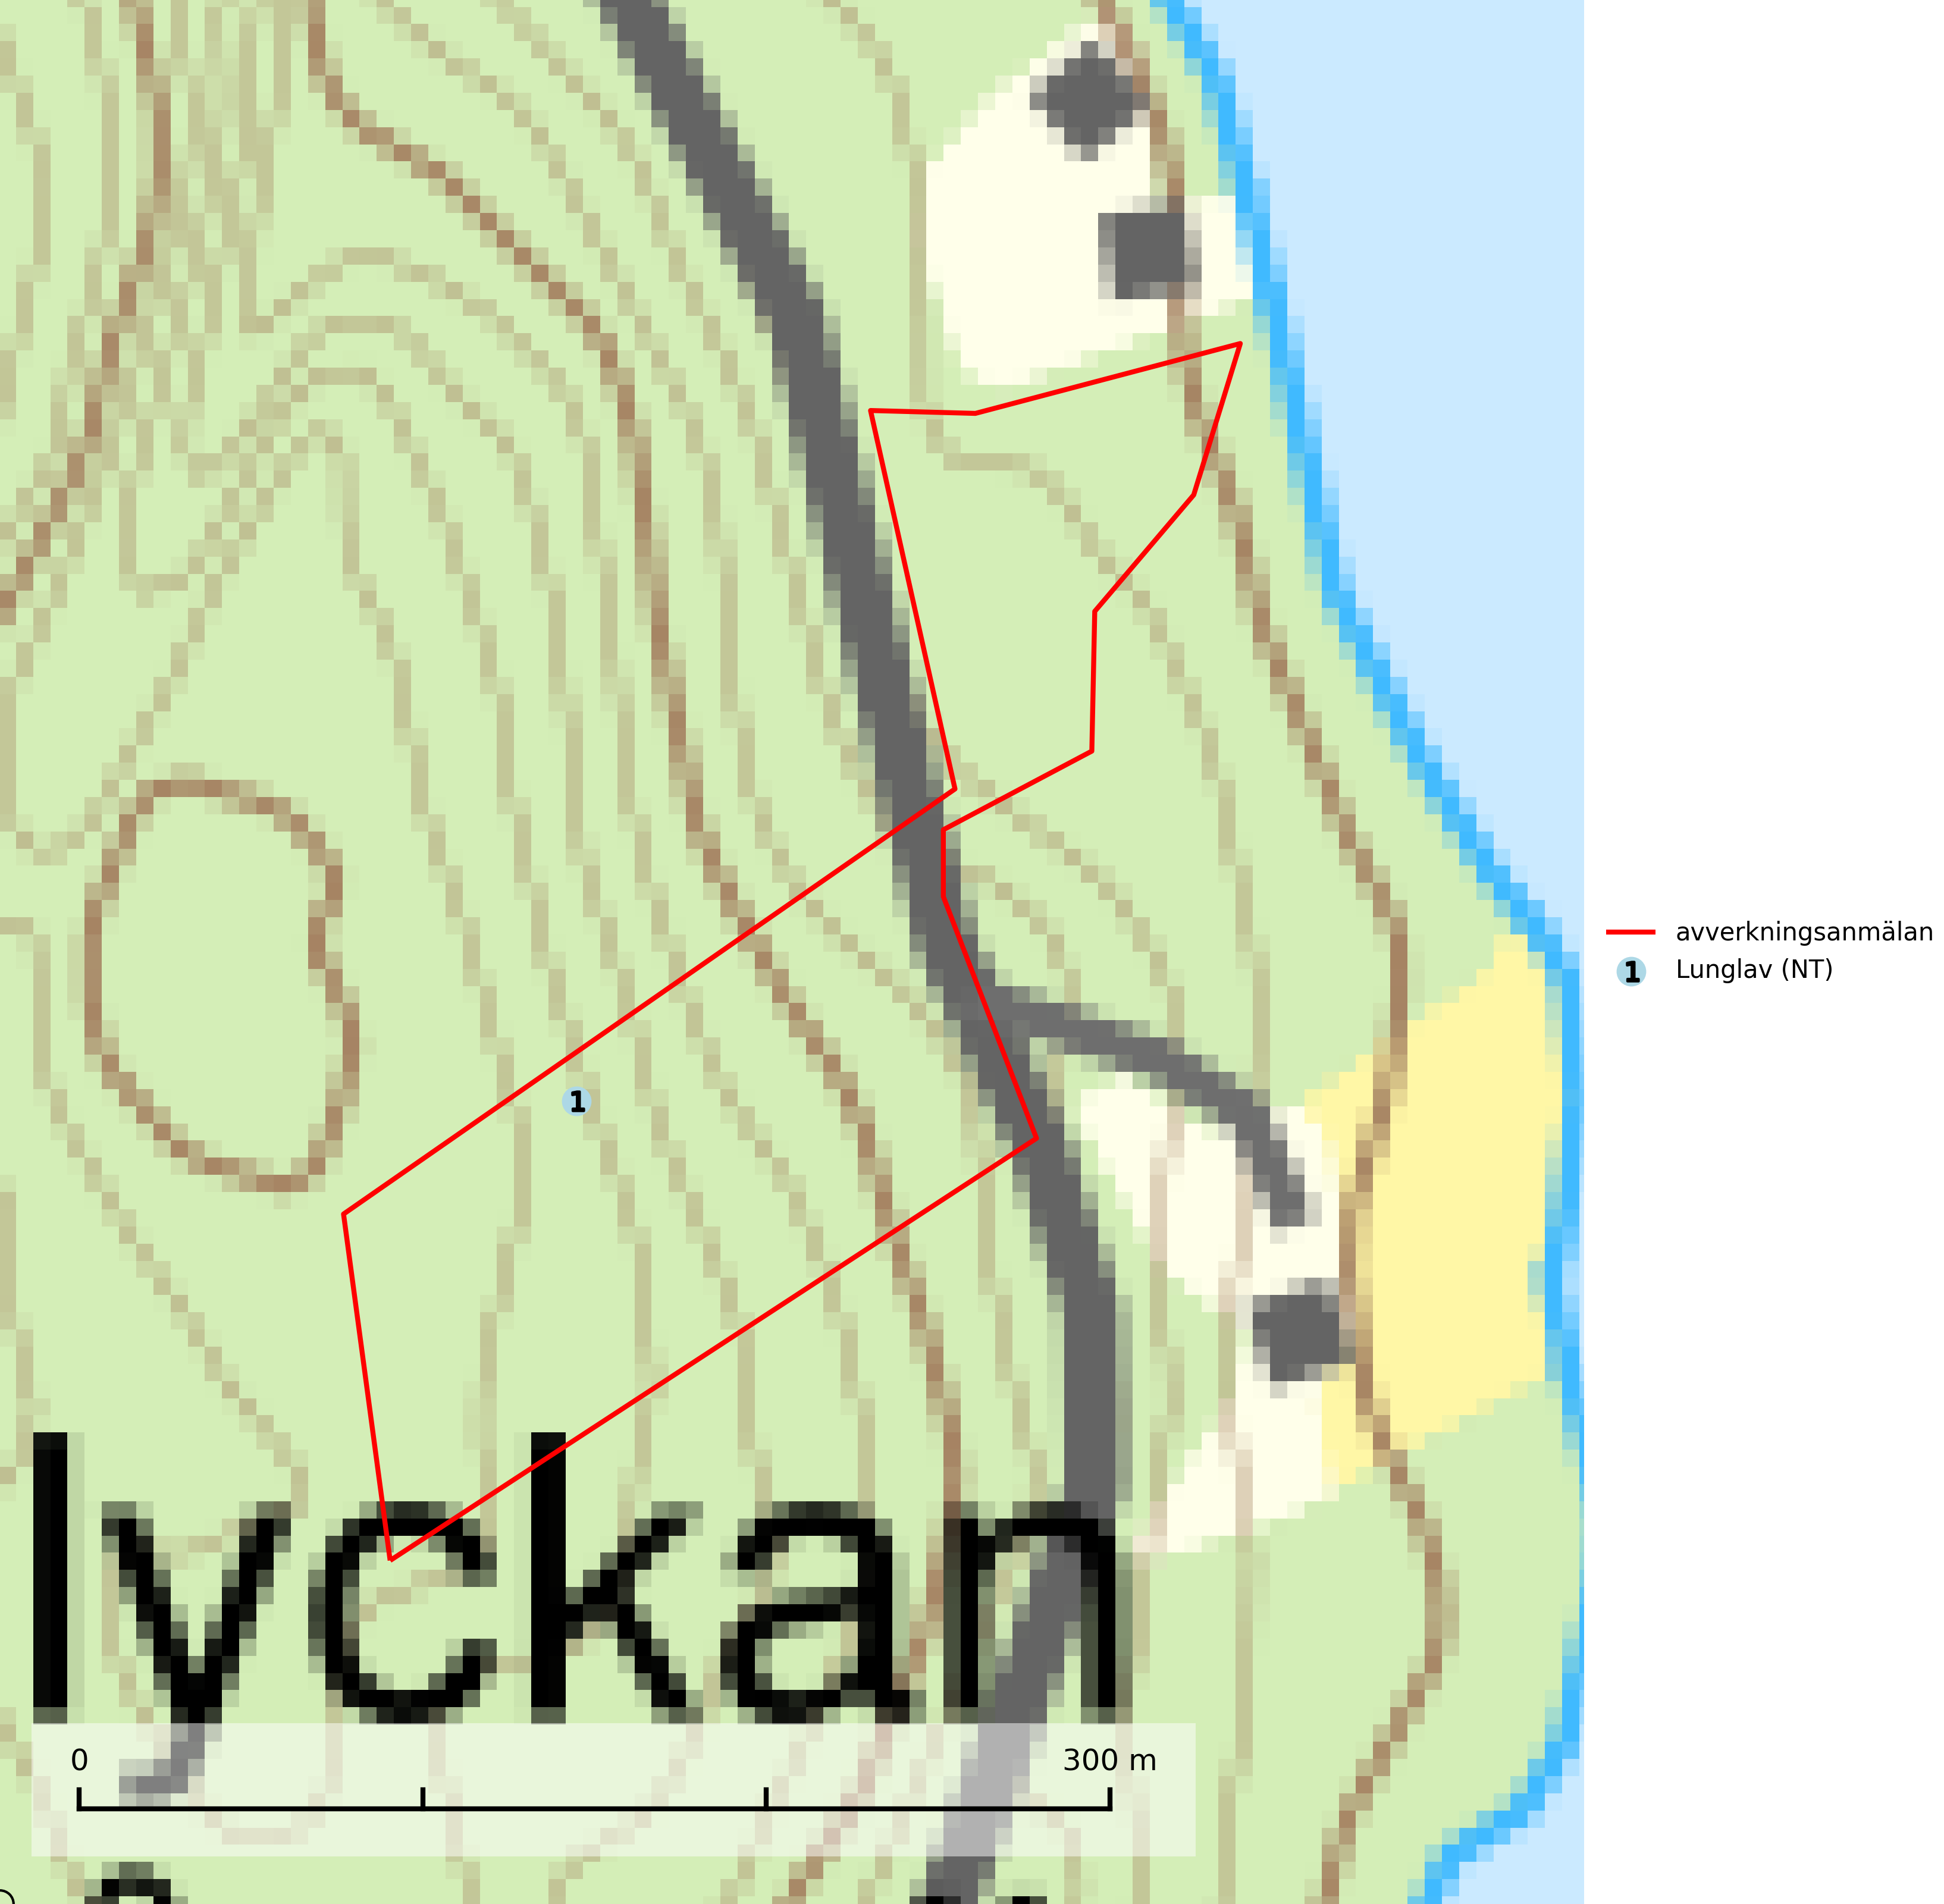 avverkningsanmälan
1 Lunglav (NT)
1
lyckan
0 300 m